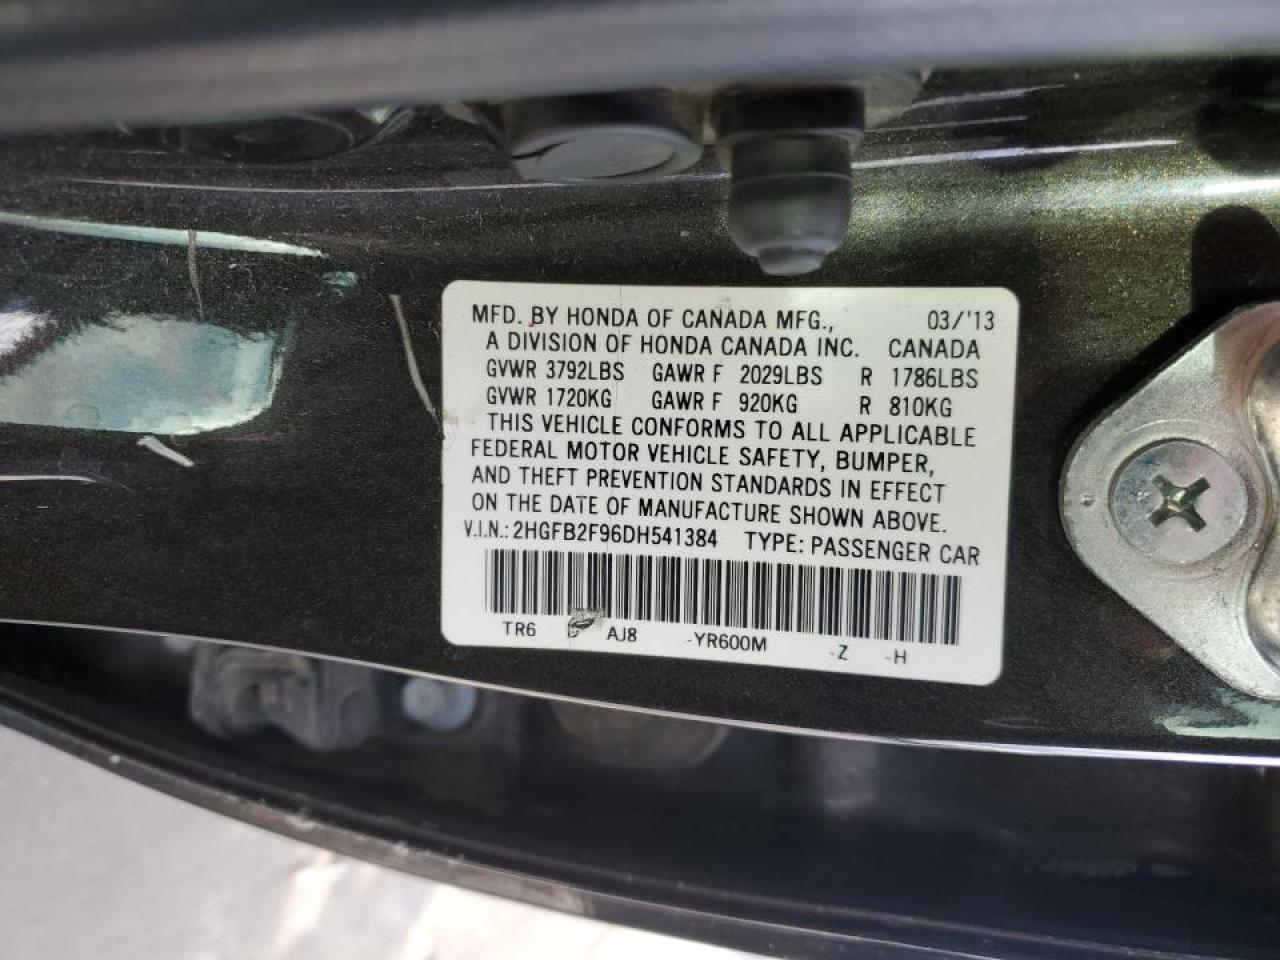 MFD. BY HONDA OF CANADA MFG., 03/'13
A DIVISION OF HONDA CANADA INC. CANADA
GVWR 3792LBS GAWR F 2029LBS R 1786LBS
GVWR 1720KG GAWR F 920KG R 810KG
THIS VEHICLE CONFORMS TO ALL APPLICABLE
FEDERAL MOTOR VEHICLE SAFETY, BUMPER,
AND THEFT PREVENTION STANDARDS IN EFFECT
ON THE DATE OF MANUFACTURE SHOWN ABOVE.
V.I.N.: 2HGFB2F96DH541384 TYPE: PASSENGER CAR
TR6 AJ8 -YR600M -Z -H